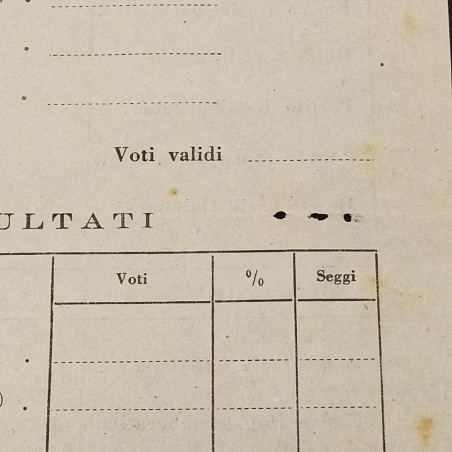 Voti validi
ULTATI
Voti % Seggi
)